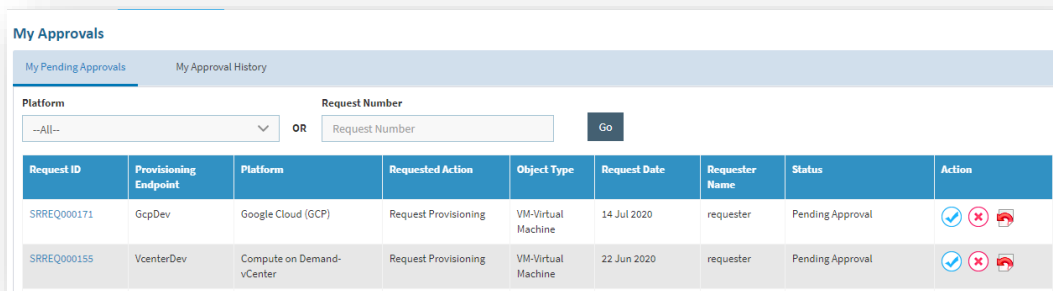 My Approvals
My Pending Approvals My Approval History
Platform Request Number
--All-- OR Request Number Go
Request ID Provisioning Endpoint Platform Requested Action Object Type Request Date Requester Name Status Action
SRREQ000171 GcpDev Google Cloud (GCP) Request Provisioning VM-Virtual Machine 14 Jul 2020 requester Pending Approval
SRREQ000155 VcenterDev Compute on Demand-vCenter Request Provisioning VM-Virtual Machine 22 Jun 2020 requester Pending Approval